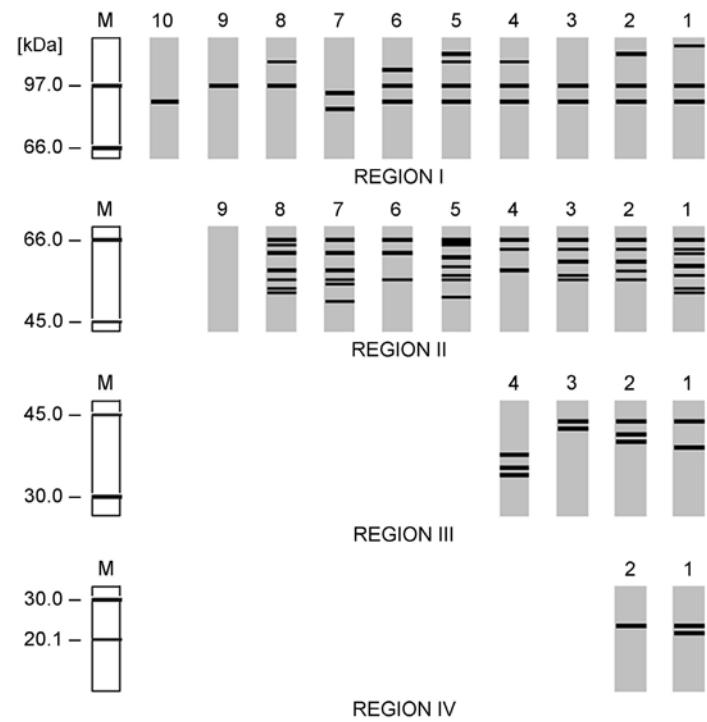 M 10 9 8 7 6 5 4 3 2 1
[kDa]
97.0 –
66.0 –
REGION I
M 9 8 7 6 5 4 3 2 1
66.0 –
45.0 –
REGION II
M 4 3 2 1
45.0 –
30.0 –
REGION III
M 2 1
30.0 –
20.1 –
REGION IV